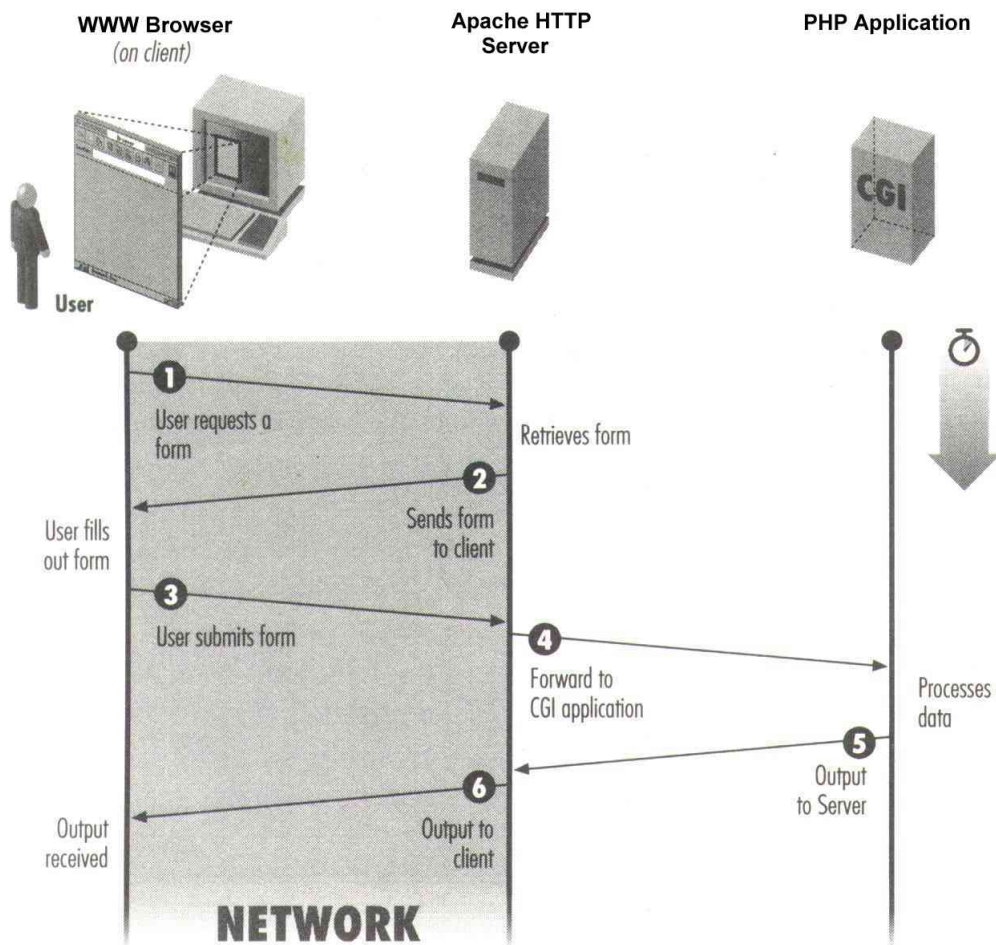 WWW Browser
(on client)
Apache HTTP
Server
PHP Application
CGI
User
1
User requests a
form
Retrieves form
2
Sends form
to client
User fills
out form
3
User submits form
4
Forward to
CGI application
Processes
data
5
Output
to Server
6
Output to
client
Output
received
NETWORK